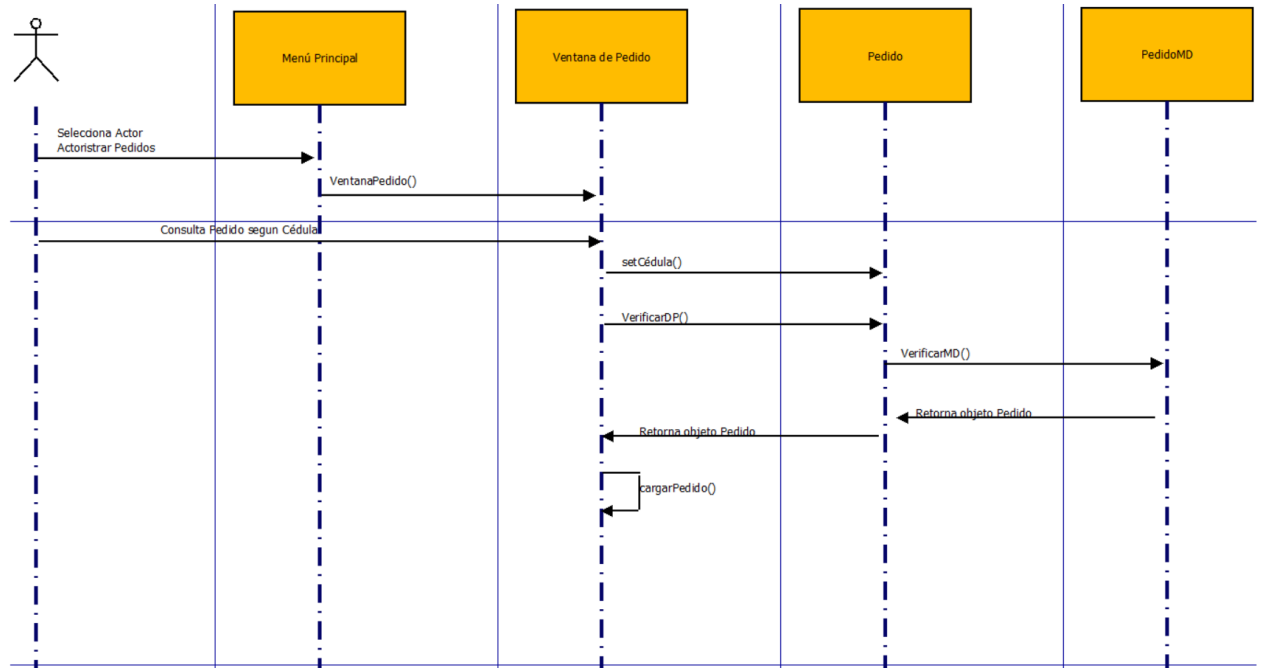 Menú Principal
Ventana de Pedido
Pedido
PedidoMD
Selecciona Actor
Actoristrar Pedidos
VentanaPedido()
Consulta Pedido segun Cédula
setCédula()
VerificarDP()
VerificarMD()
Retorna objeto Pedido
Retorna objeto Pedido
cargarPedido()